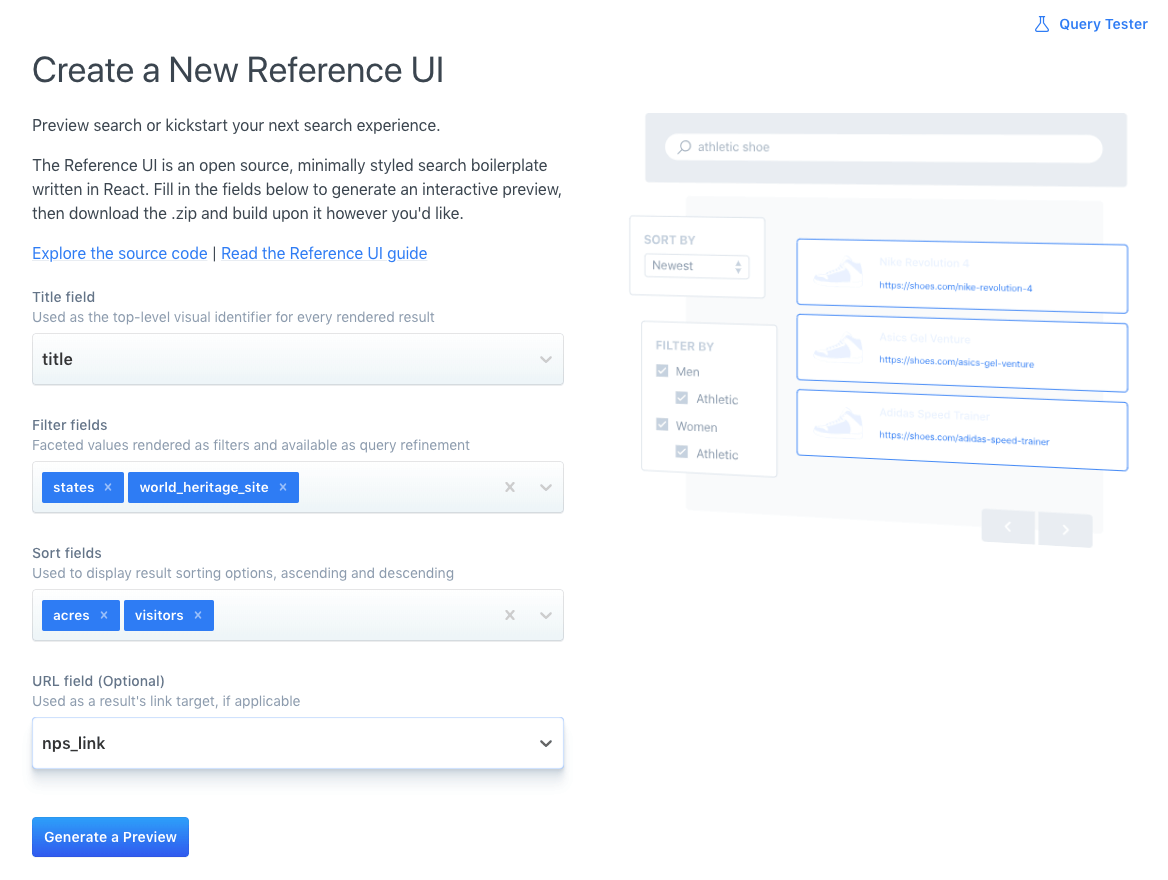 Query Tester
Create a New Reference UI
Preview search or kickstart your next search experience.
The Reference UI is an open source, minimally styled search boilerplate
written in React. Fill in the fields below to generate an interactive preview,
then download the .zip and build upon it however you'd like.
Explore the source code | Read the Reference UI guide
Title field
Used as the top-level visual identifier for every rendered result
title
Filter fields
Faceted values rendered as filters and available as query refinement
states × world_heritage_site ×
Sort fields
Used to display result sorting options, ascending and descending
acres × visitors ×
URL field (Optional)
Used as a result's link target, if applicable
nps_link
Generate a Preview
athletic shoe
SORT BY
Newest
FILTER BY
Men
Athletic
Women
Athletic
Nike Revolution 4
https://shoes.com/nike-revolution-4
Asics Gel Venture
https://shoes.com/asics-gel-venture
Adidas Speed Trainer
https://shoes.com/adidas-speed-trainer